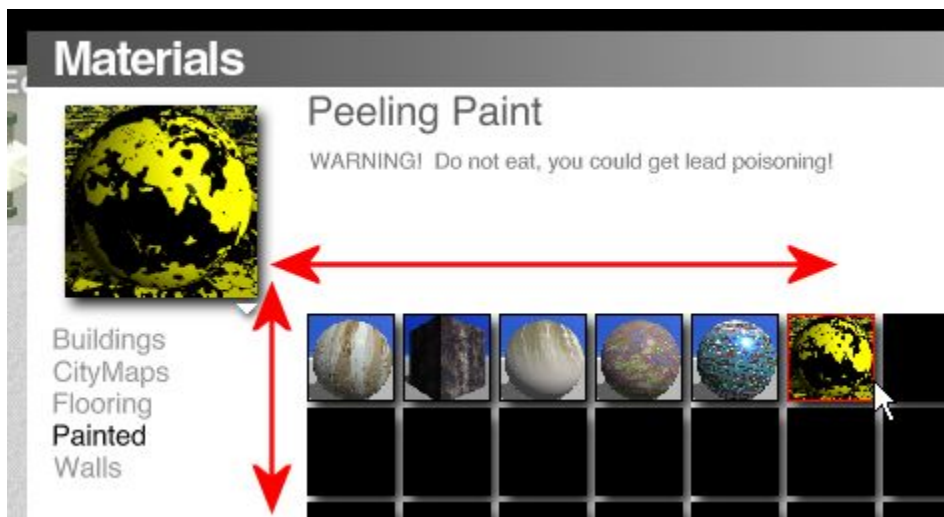 Materials
Peeling Paint
WARNING! Do not eat, you could get lead poisoning!
Buildings
CityMaps
Flooring
Painted
Walls